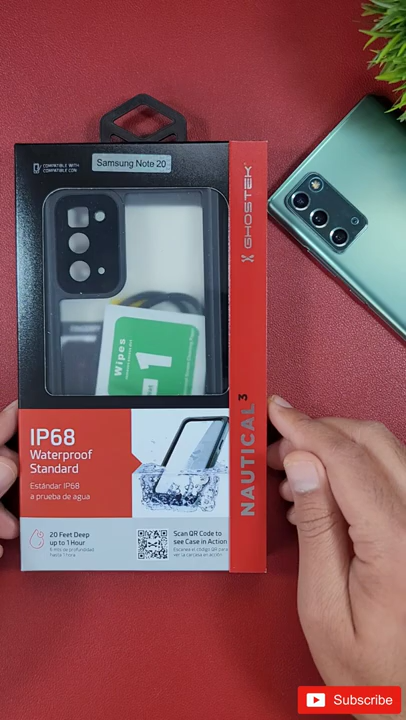 COMPATIBLE WITH
COMPATIBLE CON
Samsung Note 20
GHOSTEK
Wipes
1
NAUTICAL 3
IP68
Waterproof
Standard
Estándar IP68
a prueba de agua
20 Feet Deep
up to 1 Hour
6 mts de profundidad
hasta 1 hora
Scan QR Code to
see Case in Action
Escanee el código QR para
ver la carcasa en acción
Subscribe